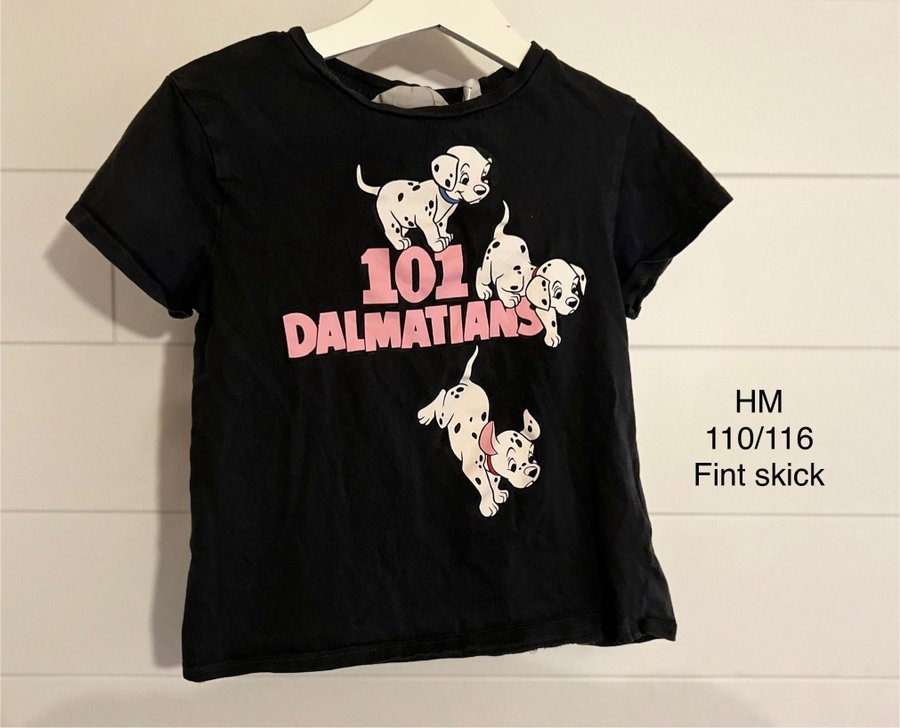 101
DALMATIANS
HM
110/116
Fint skick